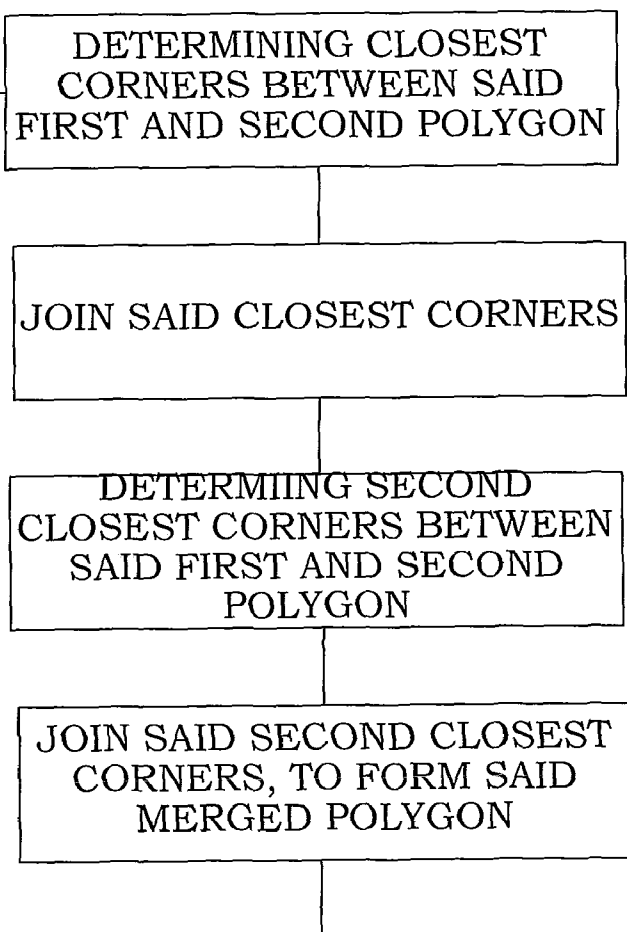 DETERMINING CLOSEST
CORNERS BETWEEN SAID
FIRST AND SECOND POLYGON
JOIN SAID CLOSEST CORNERS
DETERMIING SECOND
CLOSEST CORNERS BETWEEN
SAID FIRST AND SECOND
POLYGON
JOIN SAID SECOND CLOSEST
CORNERS, TO FORM SAID
MERGED POLYGON